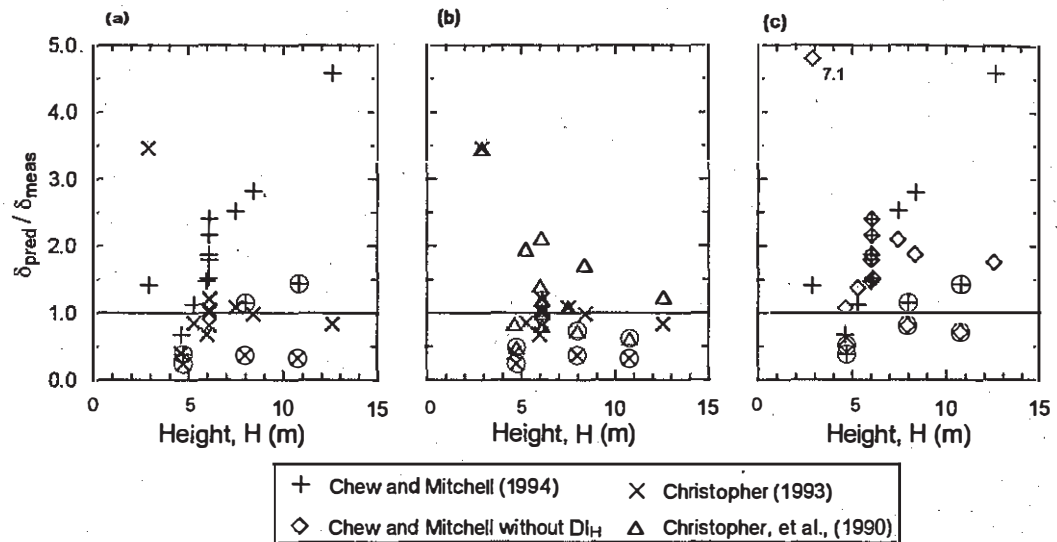 (a)
(b)
(c)
δpred / δmeas
5.0
4.0
3.0
2.0
1.0
0.0
7.1
0 5 10 15
0 5 10 15
0 5 10 15
Height, H (m)
Height, H (m)
Height, H (m)
+ Chew and Mitchell (1994)
× Christopher (1993)
◇ Chew and Mitchell without DIH
△ Christopher, et al., (1990)